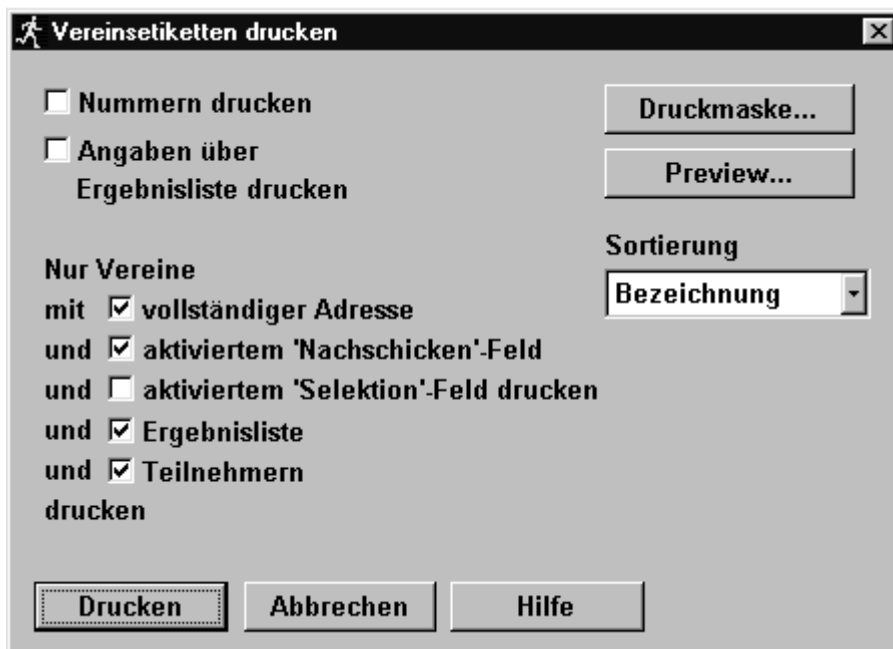 Vereinsetiketten drucken
Nummern drucken
Angaben über
Ergebnisliste drucken
Druckmaske...
Preview...
Sortierung
Bezeichnung
Nur Vereine
mit vollständiger Adresse
und aktiviertem 'Nachschicken'-Feld
und aktiviertem 'Selektion'-Feld drucken
und Ergebnisliste
und Teilnehmern
drucken
Drucken Abbrechen Hilfe